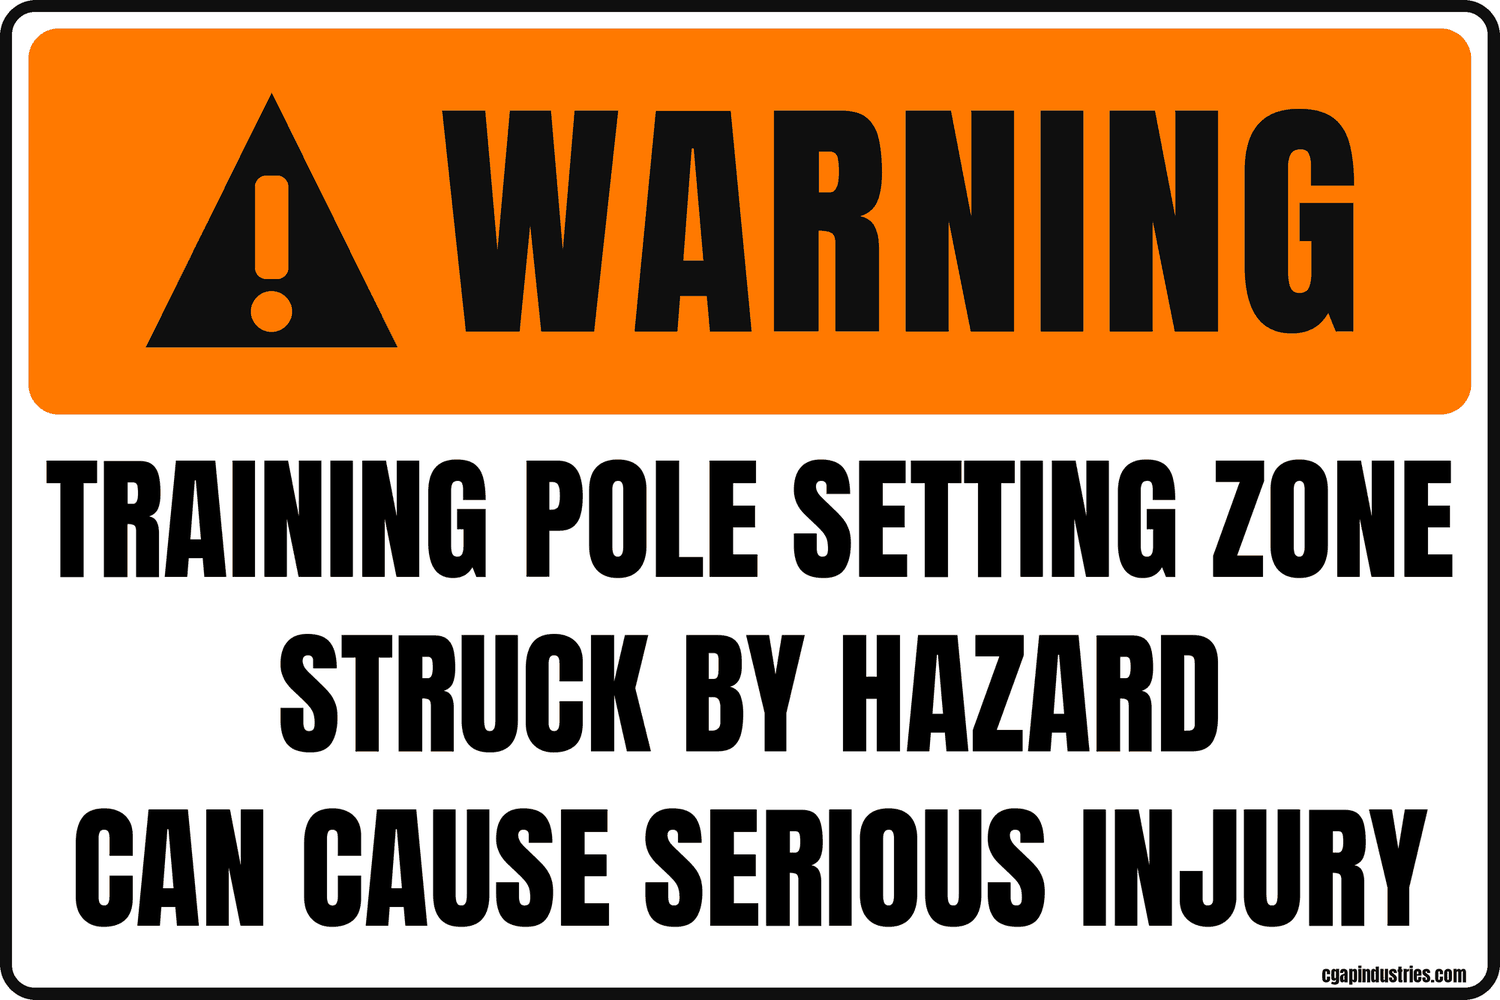 WARNING
TRAINING POLE SETTING ZONE
STRUCK BY HAZARD
CAN CAUSE SERIOUS INJURY
cgapindustries.com